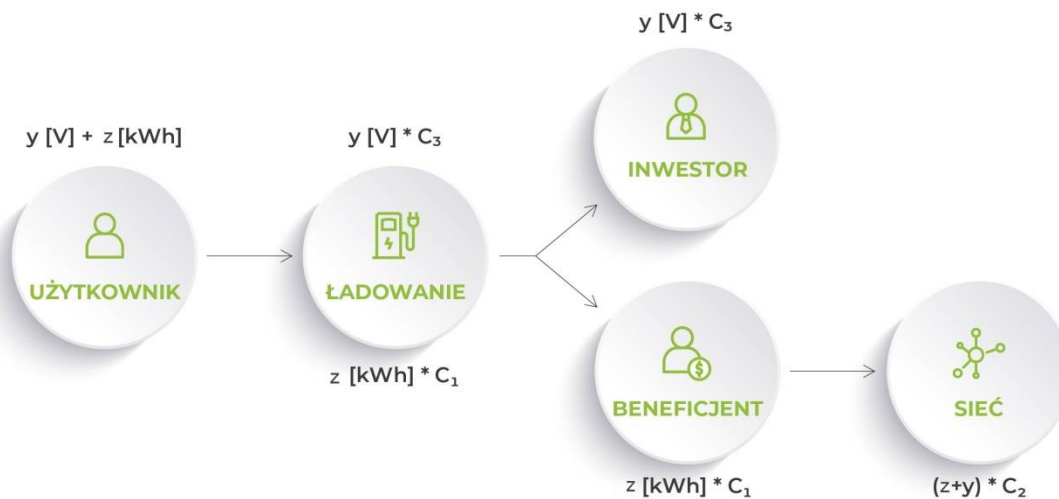 y [V] + z [kWh]
UŻYTKOWNIK
y [V] * C₃
ŁADOWANIE
z [kWh] * C₁
y [V] * C₃
INWESTOR
$
BENEFICJENT
z [kWh] * C₁
SIEĆ
(z+y) * C₂